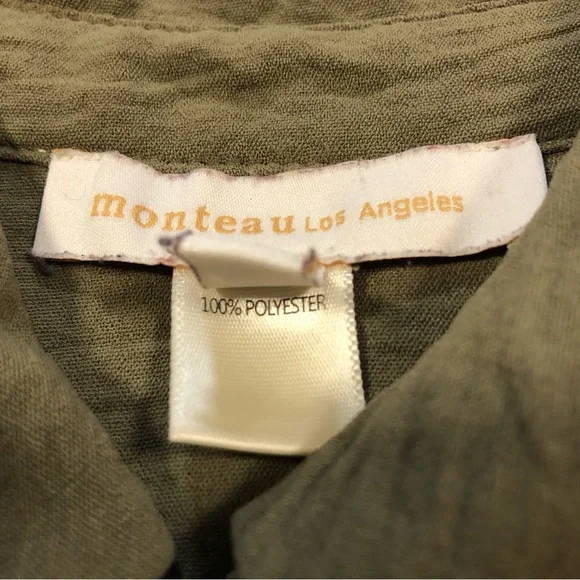 monteau Los Angeles
100% POLYESTER